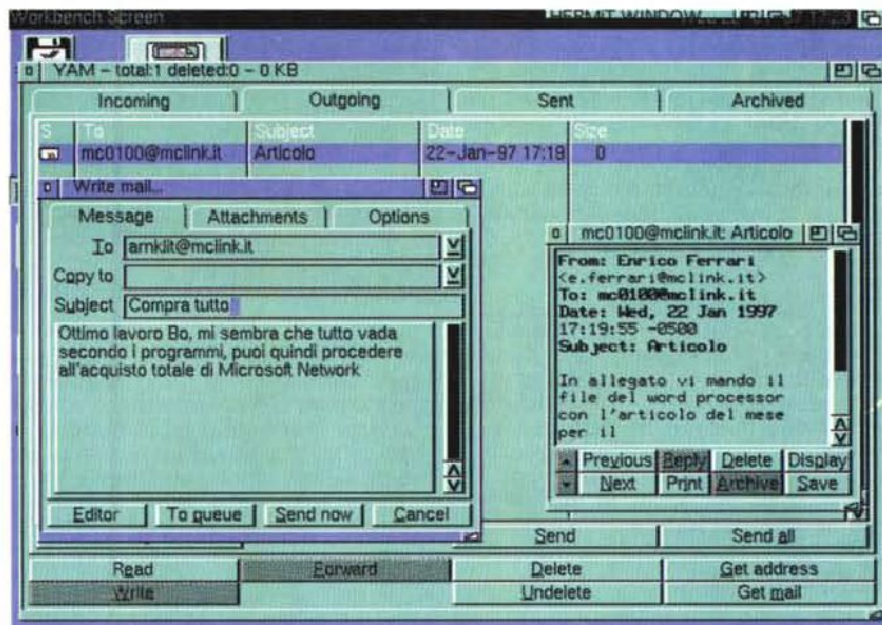 Workbench Screen
HERMIT WINDOW
YAM - total:1 deleted:0 - 0 KB
Incoming Outgoing Sent Archived
S To Subject Date Size
mc0100@mclink.it Articolo 22-Jan-97 17:19 0
Write mail...
Message Attachments Options
To arnklit@mclink.it
Copy to
Subject Compra tutto
Ottimo lavoro Bo, mi sembra che tutto vada
secondo i programmi, puoi quindi procedere
all'acquisto totale di Microsoft Network
Editor To queue Send now Cancel
mc0100@mclink.it: Articolo
From: Enrico Ferrari
<e.ferrari@mclink.it>
To: mc0100@mclink.it
Date: Wed, 22 Jan 1997
17:19:55 -0500
Subject: Articolo
In allegato vi mando il
file del word processor
con l'articolo del mese
per il
Previous Reply Delete Display
Next Print Archive Save
Send Send all
Read Forward Delete Get address
Write Undelete Get mail